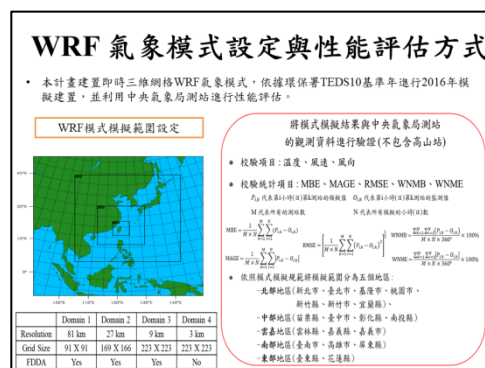 WRF 氣象模式設定與性能評估方式
• 本計畫建置即時三維網格WRF氣象模式，依據環保署TEDS10基準年進行2016年模
擬建置，並利用中央氣象局測站進行性能評估。
WRF模式模擬範圍設定
40°N
30°N
20°N
10°N
0°
100°E
110°E
120°E
130°E
140°E
Domain 1 Domain 2 Domain 3 Domain 4
Resolution 81 km 27 km 9 km 3 km
Grid Size 91 X 91 169 X 166 223 X 223 223 X 223
FDDA Yes Yes Yes No
將模式模擬結果與中央氣象局測站
的觀測資料進行驗證(不包含高山站)
• 校驗項目：溫度、風速、風向
• 校驗統計項目：MBE、MAGE、RMSE、WNMB、WNME
M 代表所有的測站數 N 代表所有模擬的小時(日)數
• 依照模式模擬規範將模擬範圍分為五個地區：
-北部地區(新北市、臺北市、基隆市、桃園市、
新竹縣、新竹市、宜蘭縣)、
-中部地區(苗栗縣、臺中市、彰化縣、南投縣)
-雲嘉地區(雲林縣、嘉義縣、嘉義市)
-南部地區(臺南市、高雄市、屏東縣)
-東部地區(臺東縣、花蓮縣)